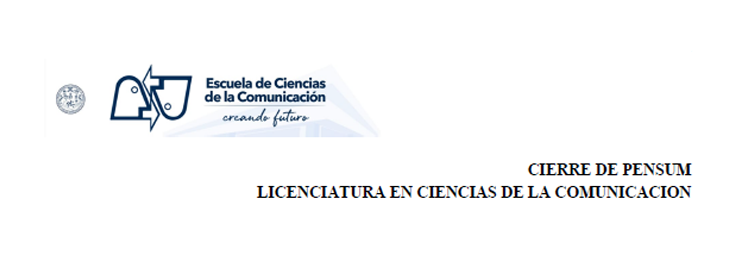 Escuela de Ciencias
de la Comunicación
creando futuro
CIERRE DE PENSUM
LICENCIATURA EN CIENCIAS DE LA COMUNICACION